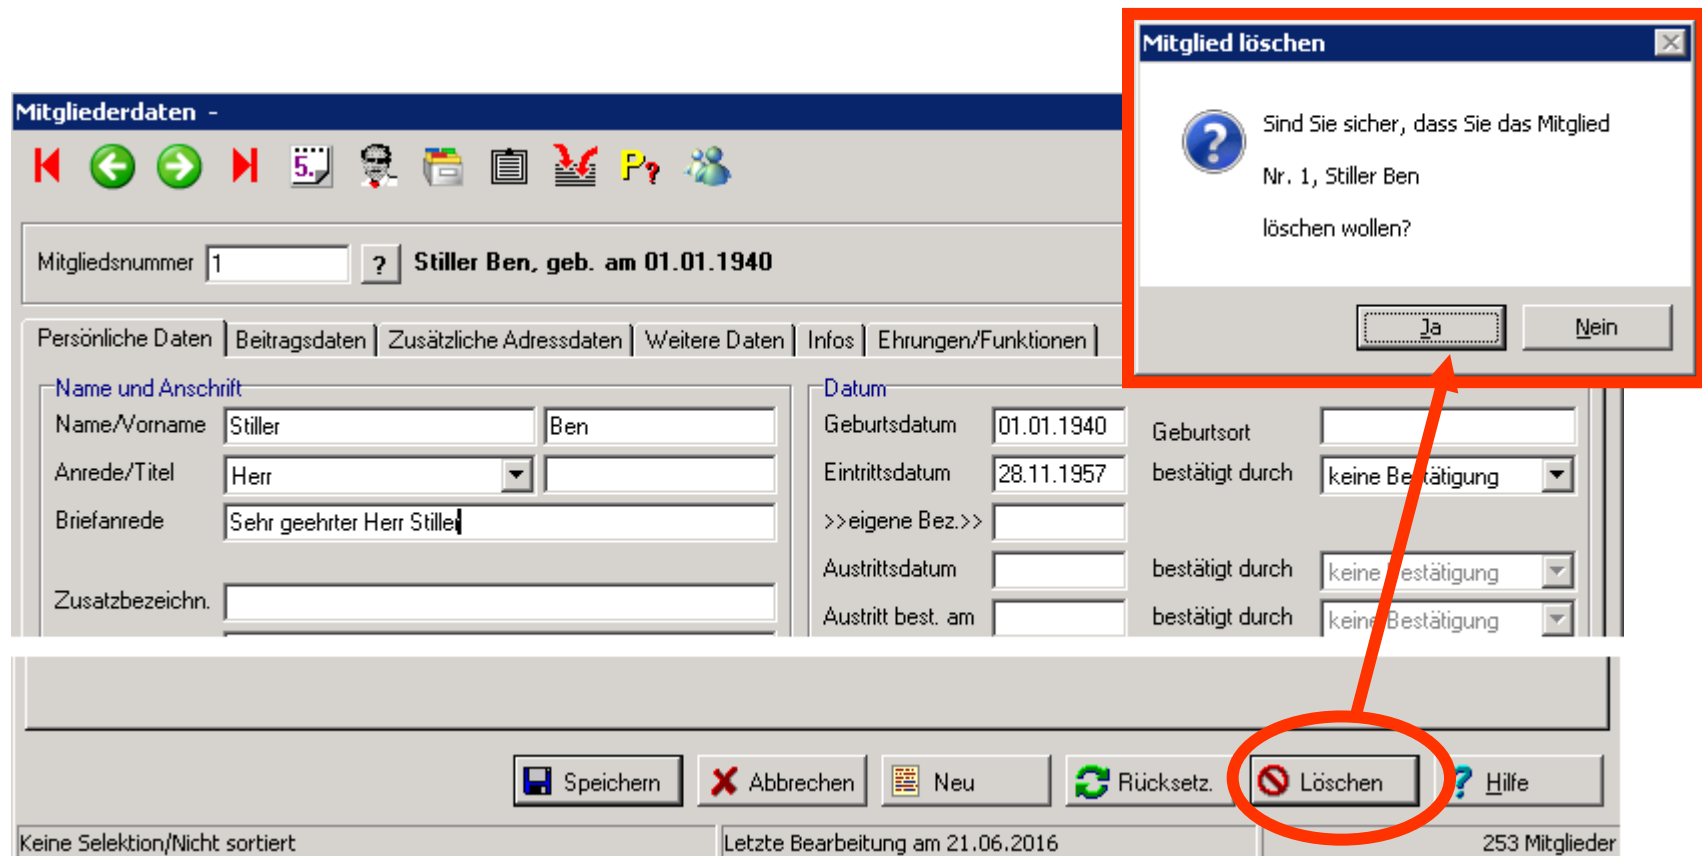 Mitglied löschen
Sind Sie sicher, dass Sie das Mitglied
Nr. 1, Stiller Ben
löschen wollen?
Ja Nein
Mitgliederdaten -
5. P?
Mitgliedsnummer 1 ? Stiller Ben, geb. am 01.01.1940
Persönliche Daten Beitragsdaten Zusätzliche Adressdaten Weitere Daten Infos Ehrungen/Funktionen
Name und Anschrift Datum
Name/Vorname Stiller Ben Geburtsdatum 01.01.1940 Geburtsort
Anrede/Titel Herr Eintrittsdatum 28.11.1957 bestätigt durch keine Bestätigung
Briefanrede Sehr geehrter Herr Stiller >>eigene Bez.>>
Austrittsdatum bestätigt durch keine Bestätigung
Zusatzbezeichn.
Austritt best. am bestätigt durch keine Bestätigung
Speichern Abbrechen Neu Rücksetz. Löschen ? Hilfe
Keine Selektion/Nicht sortiert Letzte Bearbeitung am 21.06.2016 253 Mitglieder